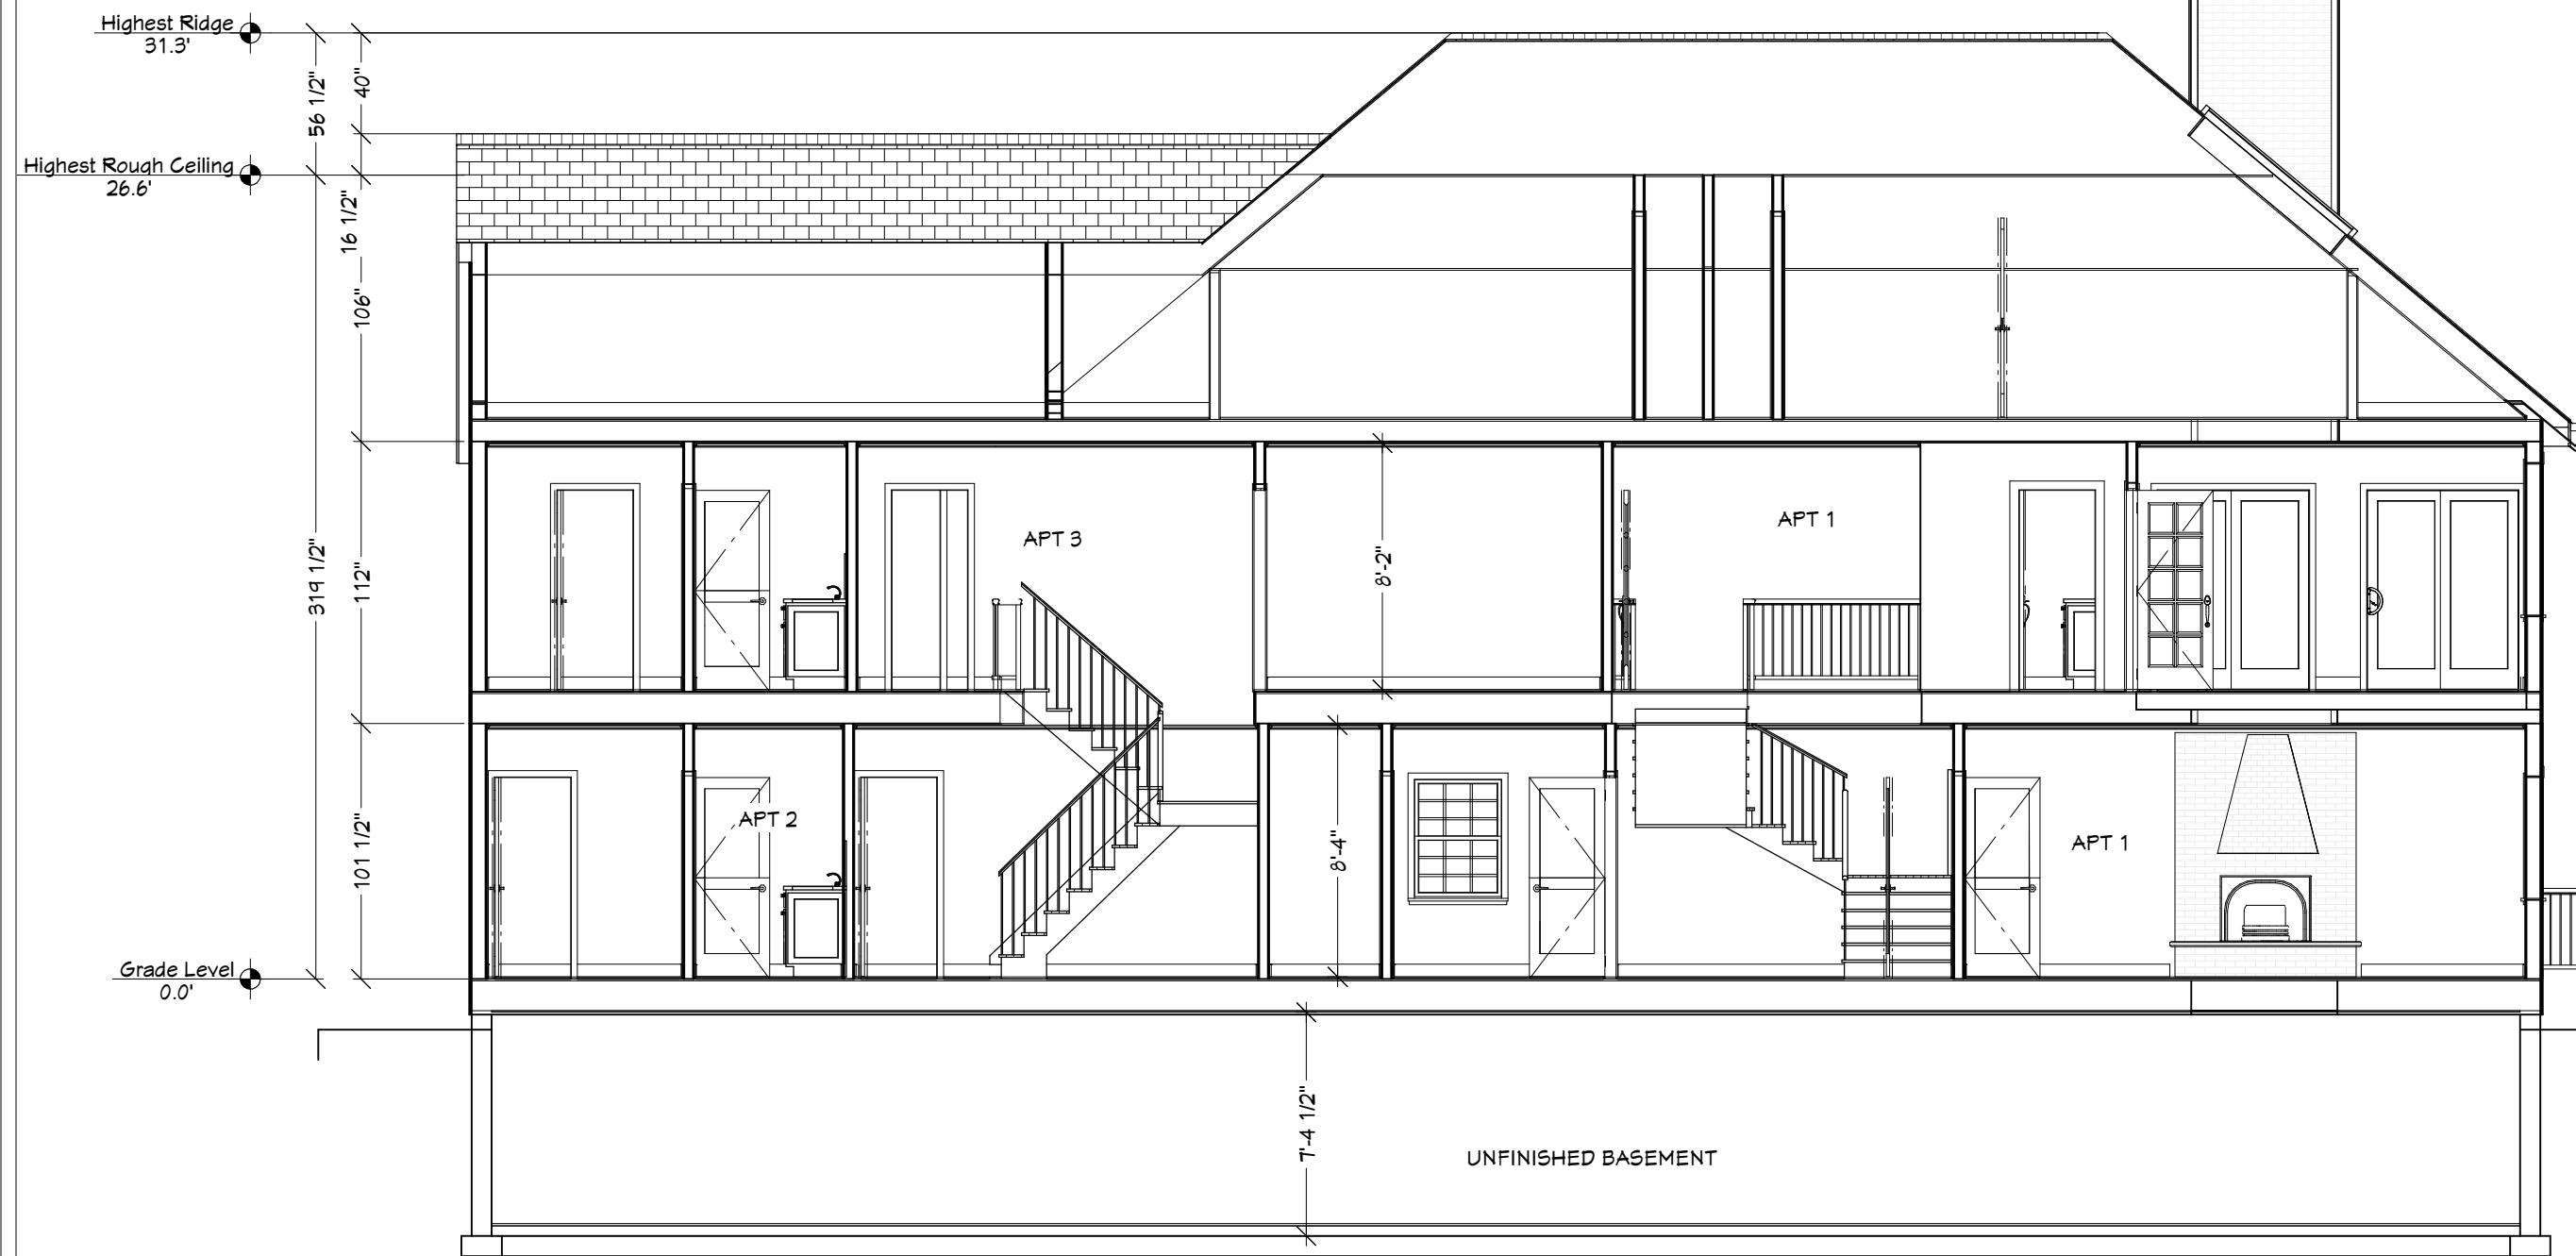 Highest Ridge
31.3'
56 1/2"
40"
Highest Rough Ceiling
26.6'
16 1/2"
106"
319 1/2"
112"
APT 3
8'-2"
APT 1
101 1/2"
APT 2
8'-4"
APT 1
Grade Level
0.0'
7'-4 1/2"
UNFINISHED BASEMENT